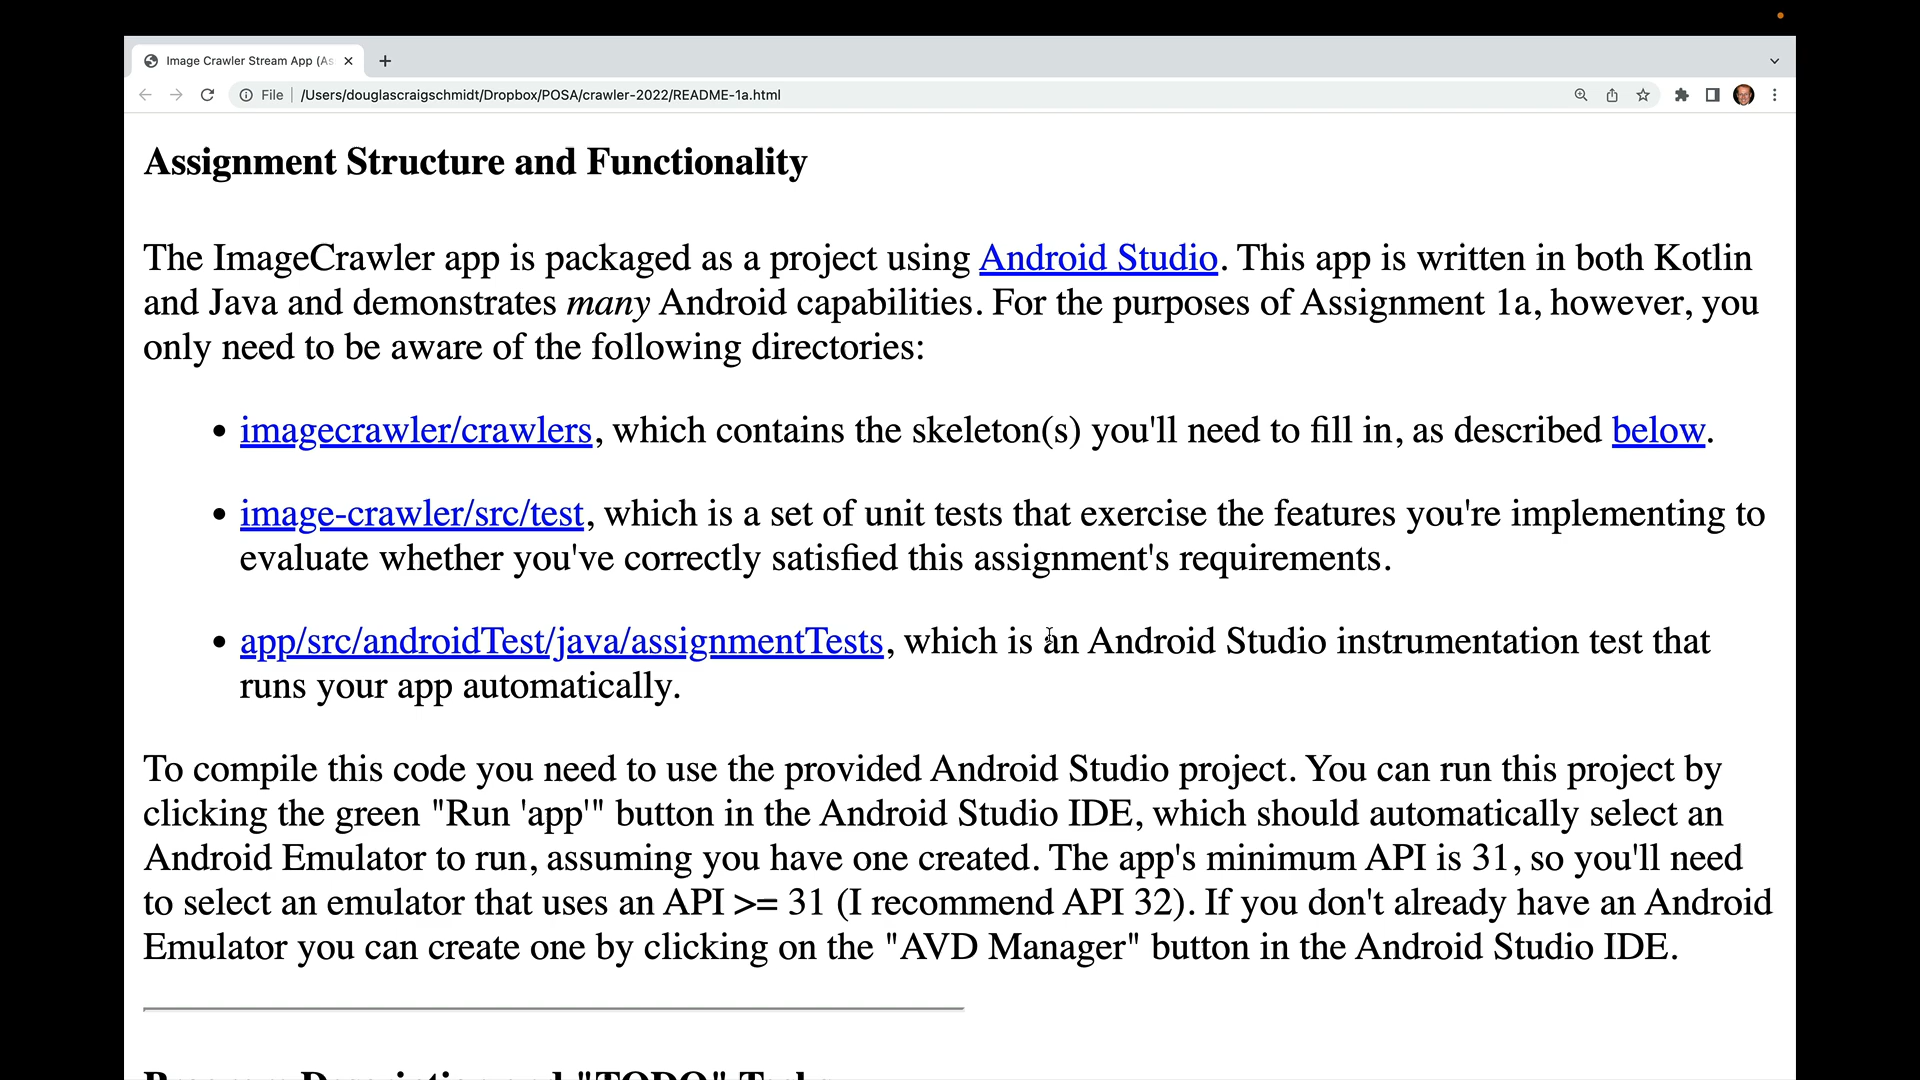 Image Crawler Stream App (As
File
/Users/douglascraigschmidt/Dropbox/POSA/crawler-2022/README-1a.html
Assignment Structure and Functionality
The ImageCrawler app is packaged as a project using Android Studio. This app is written in both Kotlin
and Java and demonstrates many Android capabilities. For the purposes of Assignment 1a, however, you
only need to be aware of the following directories:
• imagecrawler/crawlers, which contains the skeleton(s) you'll need to fill in, as described below.
• image-crawler/src/test, which is a set of unit tests that exercise the features you're implementing to
evaluate whether you've correctly satisfied this assignment's requirements.
• app/src/androidTest/java/assignmentTests, which is an Android Studio instrumentation test that
runs your app automatically.
To compile this code you need to use the provided Android Studio project. You can run this project by
clicking the green "Run 'app'" button in the Android Studio IDE, which should automatically select an
Android Emulator to run, assuming you have one created. The app's minimum API is 31, so you'll need
to select an emulator that uses an API >= 31 (I recommend API 32). If you don't already have an Android
Emulator you can create one by clicking on the "AVD Manager" button in the Android Studio IDE.
Program Description and "TODO" Tasks